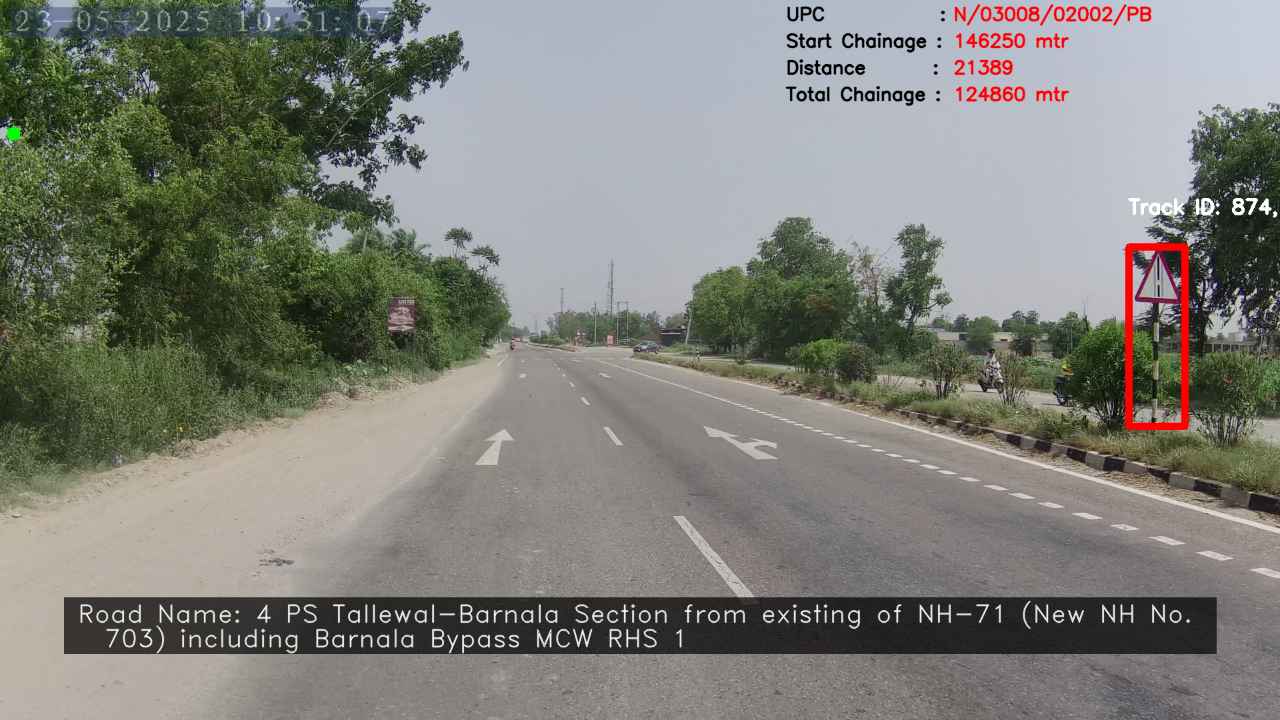 23-05-2025 10:31:07
UPC : N/03008/02002/PB
Start Chainage : 146250 mtr
Distance : 21389
Total Chainage : 124860 mtr
Track ID: 874,
Road Name: 4 PS Tallewal-Barnala Section from existing of NH-71 (New NH No.
703) including Barnala Bypass MCW RHS 1